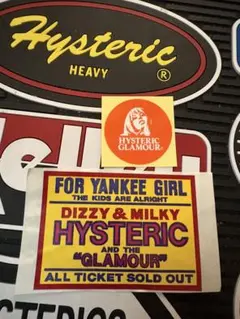 Hysteric
HEAVY
®
HYSTERIC
GLAMOUR
FOR YANKEE GIRL
THE KIDS ARE ALRIGHT
DIZZY & MILKY
HYSTERIC
AND THE
"GLAMOUR"
ALL TICKET SOLD OUT